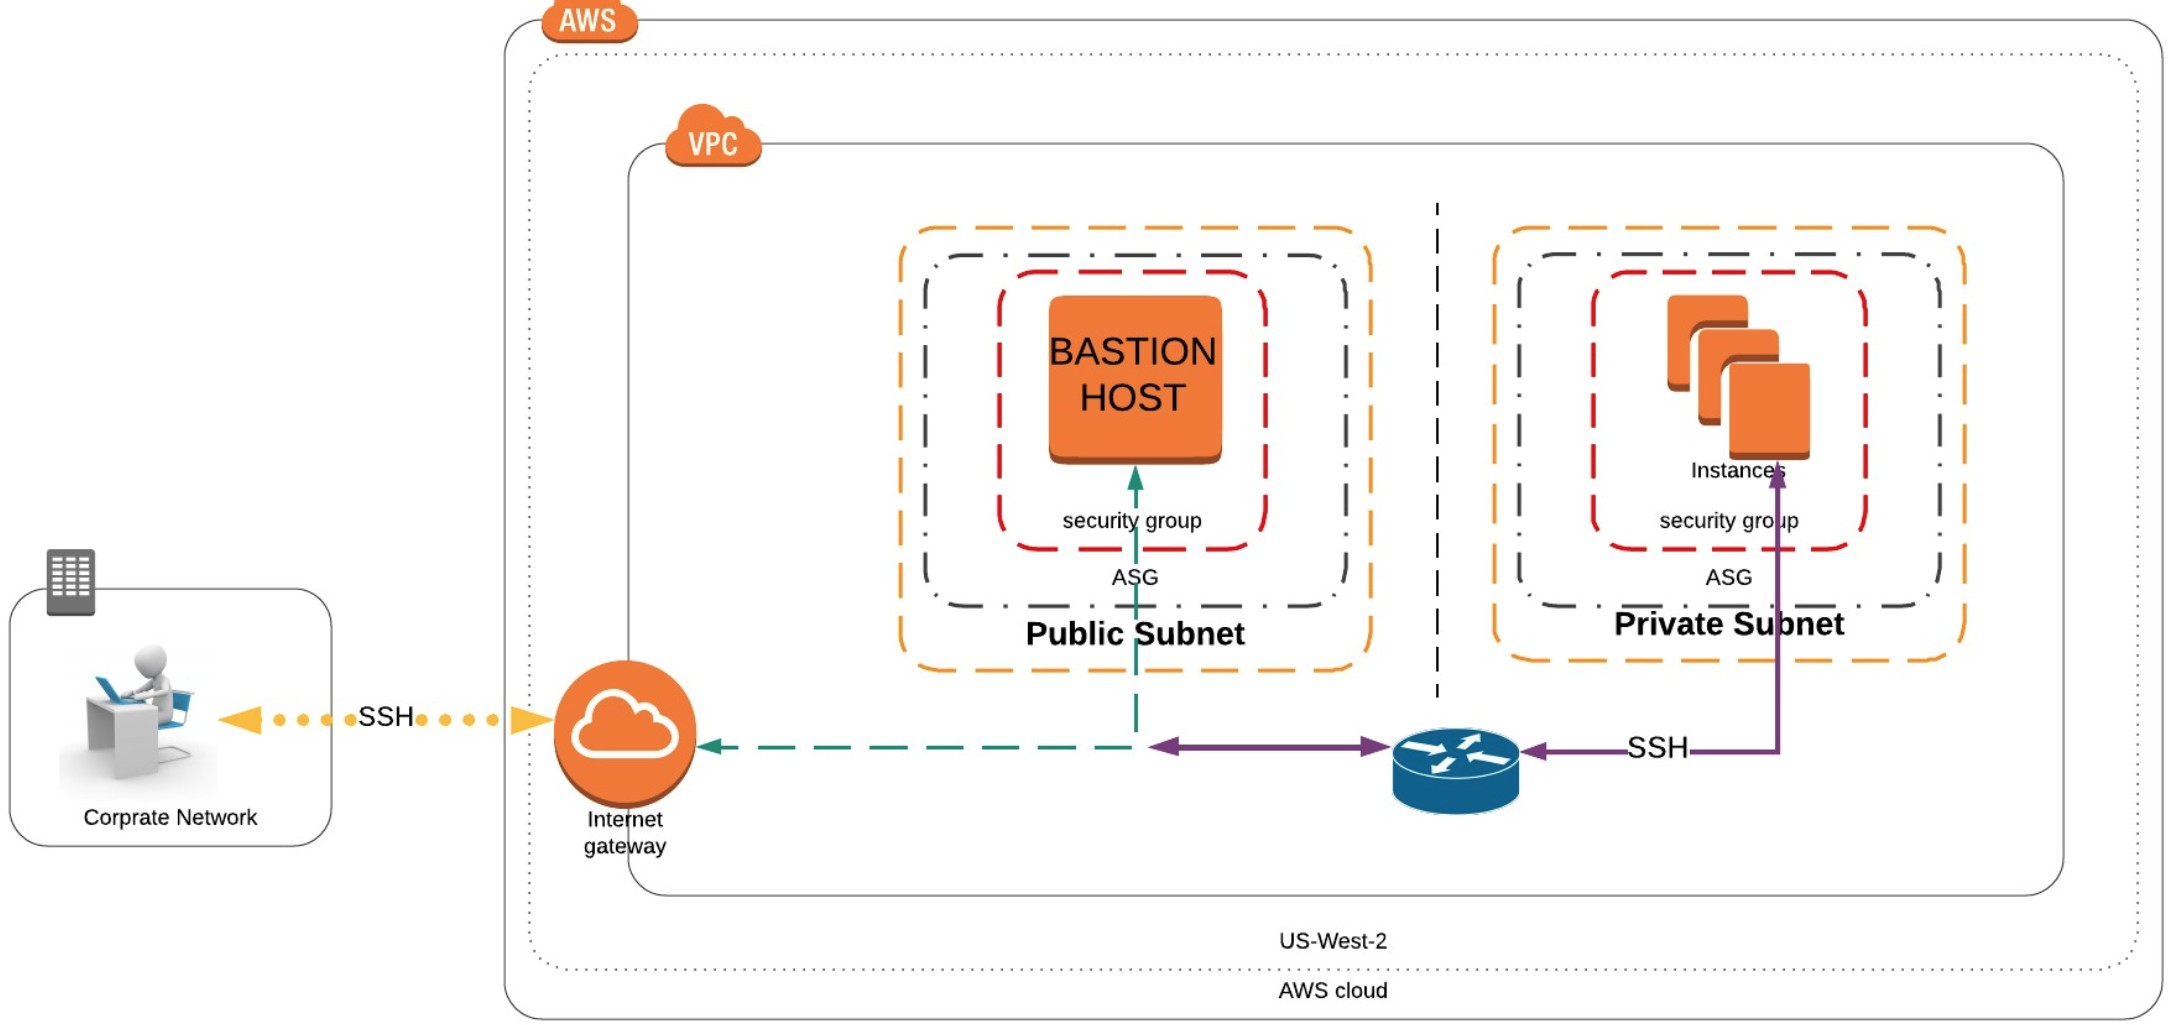 AWS
VPC
BASTION
HOST
Instances
security group
security group
ASG
ASG
Public Subnet
Private Subnet
SSH
SSH
Corprate Network
Internet
gateway
US-West-2
AWS cloud